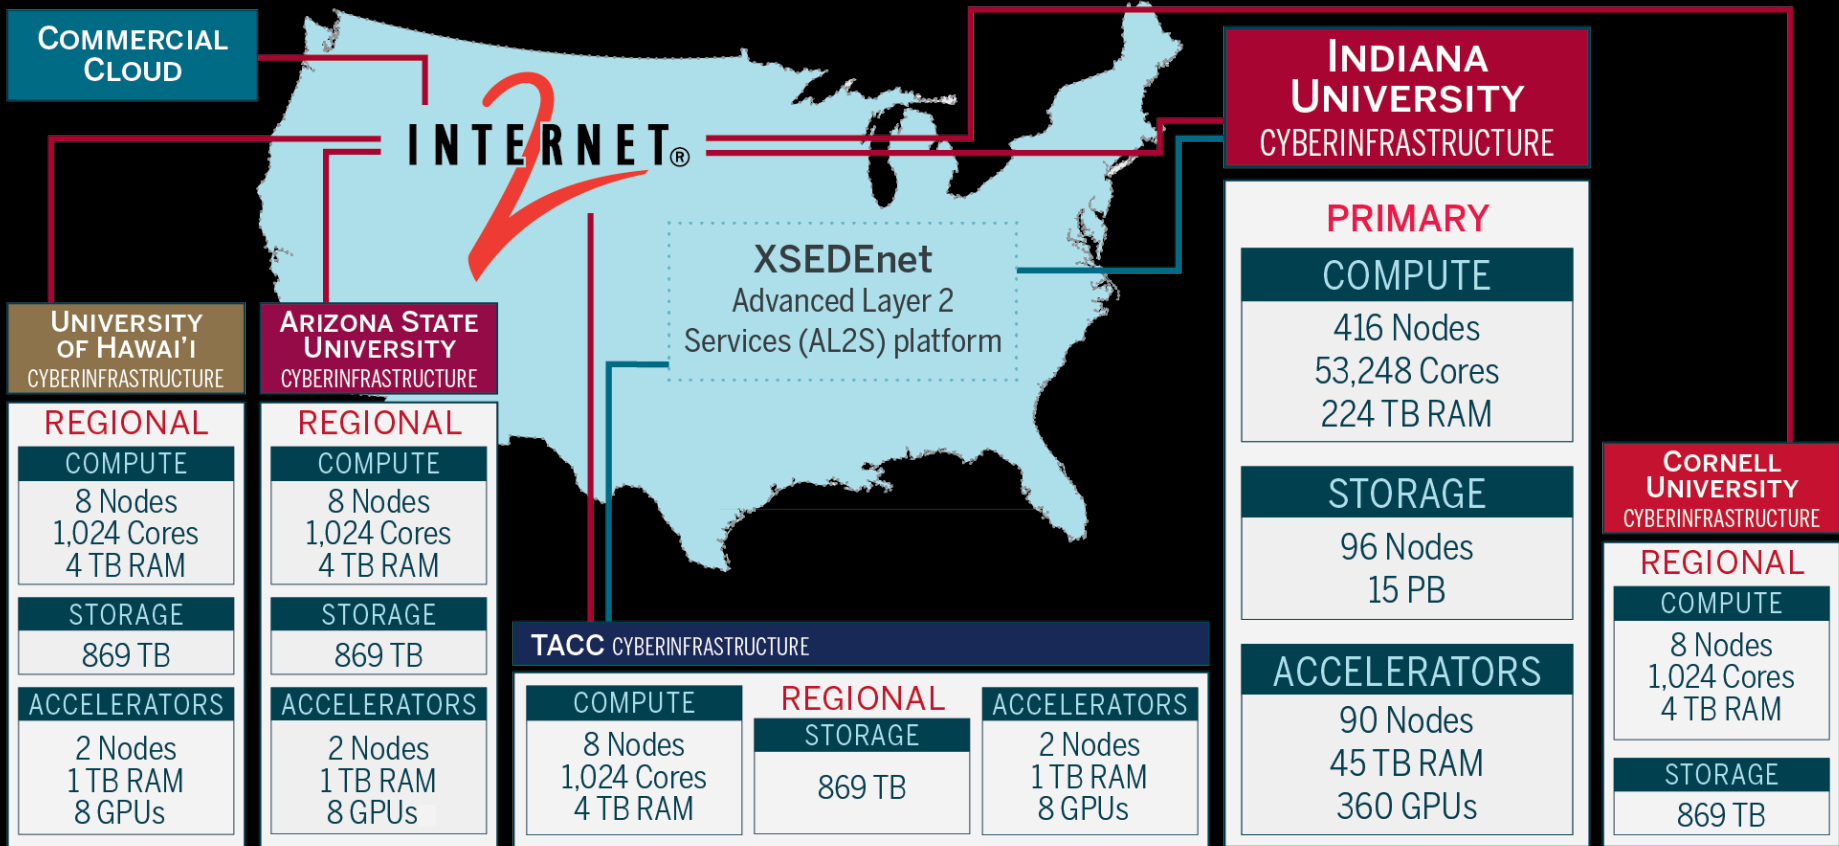 COMMERCIAL
CLOUD
INTERNET®
2
XSEDEnet
Advanced Layer 2
Services (AL2S) platform
UNIVERSITY
OF HAWAI'I
CYBERINFRASTRUCTURE
REGIONAL
COMPUTE
8 Nodes
1,024 Cores
4 TB RAM
STORAGE
869 TB
ACCELERATORS
2 Nodes
1 TB RAM
8 GPUs
ARIZONA STATE
UNIVERSITY
CYBERINFRASTRUCTURE
REGIONAL
COMPUTE
8 Nodes
1,024 Cores
4 TB RAM
STORAGE
869 TB
ACCELERATORS
2 Nodes
1 TB RAM
8 GPUs
TACC CYBERINFRASTRUCTURE
REGIONAL
COMPUTE
8 Nodes
1,024 Cores
4 TB RAM
STORAGE
869 TB
ACCELERATORS
2 Nodes
1 TB RAM
8 GPUs
INDIANA
UNIVERSITY
CYBERINFRASTRUCTURE
PRIMARY
COMPUTE
416 Nodes
53,248 Cores
224 TB RAM
STORAGE
96 Nodes
15 PB
ACCELERATORS
90 Nodes
45 TB RAM
360 GPUs
CORNELL
UNIVERSITY
CYBERINFRASTRUCTURE
REGIONAL
COMPUTE
8 Nodes
1,024 Cores
4 TB RAM
STORAGE
869 TB